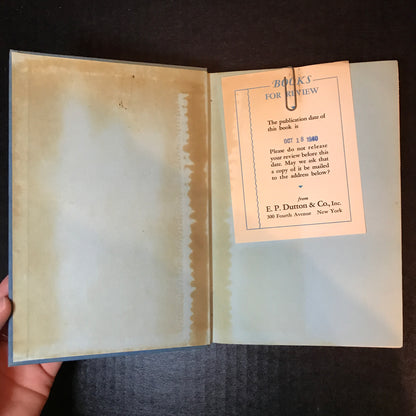 BOOKS
FOR REVIEW
The publication date of
this book is
OCT 18 1940
Please do not release
your review before this
date. May we ask that
a copy of it be mailed
to the address below?
from
E. P. Dutton & Co., Inc.
300 Fourth Avenue New York